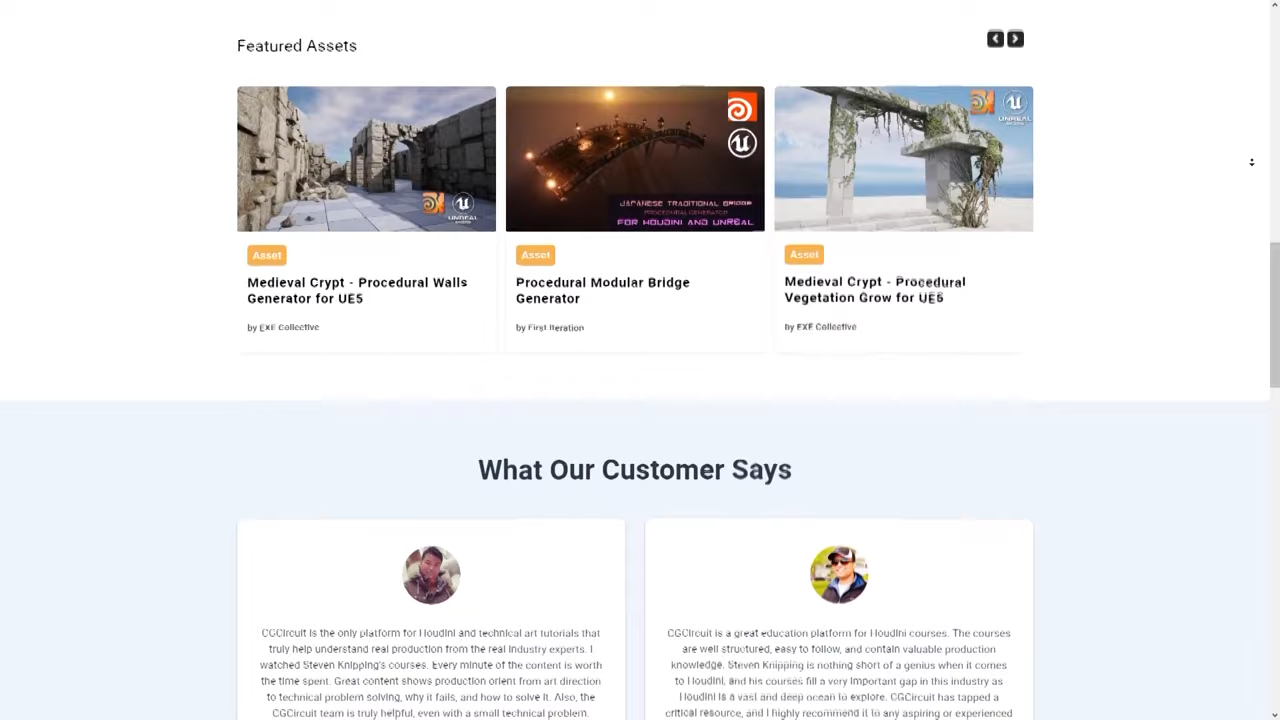 Featured Assets
UNREAL
JAPANESE TRADITIONAL BRIDGE
PROCEDURAL GENERATOR
FOR HOUDINI AND UNREAL
UNREAL
Asset
Asset
Asset
Medieval Crypt - Procedural Walls
Generator for UE5
Procedural Modular Bridge
Generator
Medieval Crypt - Procedural
Vegetation Grow for UE5
by EXE Collective
by First Iteration
by EXE Collective
What Our Customer Says
CGCircuit is the only platform for Houdini and technical art tutorials that
truly help understand real production from the real industry experts. I
watched Steven Knipping's courses. Every minute of the content is worth
the time spent. Great content shows production orient from art direction
to technical problem solving, why it fails, and how to solve it. Also, the
CGCircuit team is truly helpful, even with a small technical problem.
CGCircuit is a great education platform for Houdini courses. The courses
are well structured, easy to follow, and contain valuable production
knowledge. Steven Knipping is nothing short of a genius when it comes
to Houdini, and his courses fill a very important gap in this industry as
Houdini is a vast and deep ocean to explore. CGCircuit has tapped a
critical resource, and I highly recommend it to any aspiring or experienced